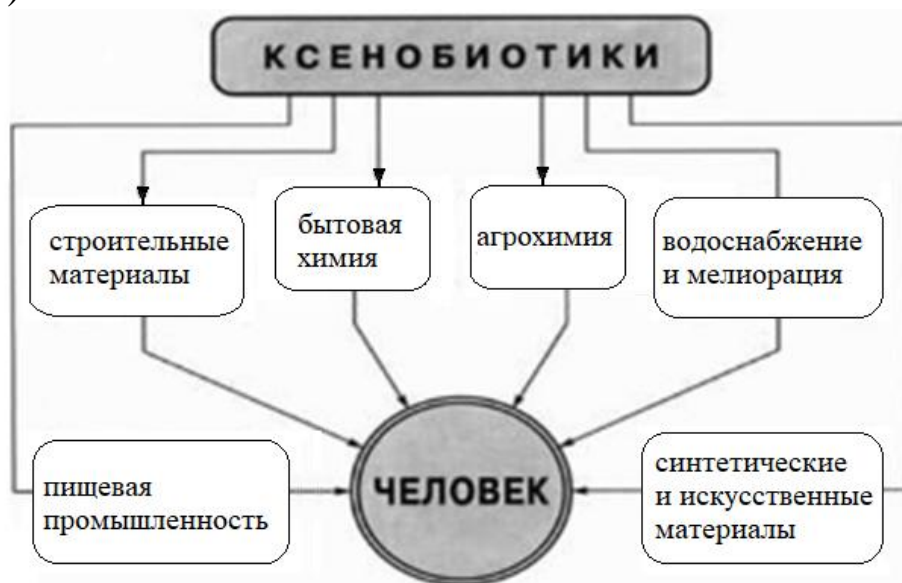 )
КСЕНОБИОТИКИ
строительные
материалы
бытовая
химия
агрохимия
водоснабжение
и мелиорация
пищевая
промышленность
ЧЕЛОВЕК
синтетические
и искусственные
материалы